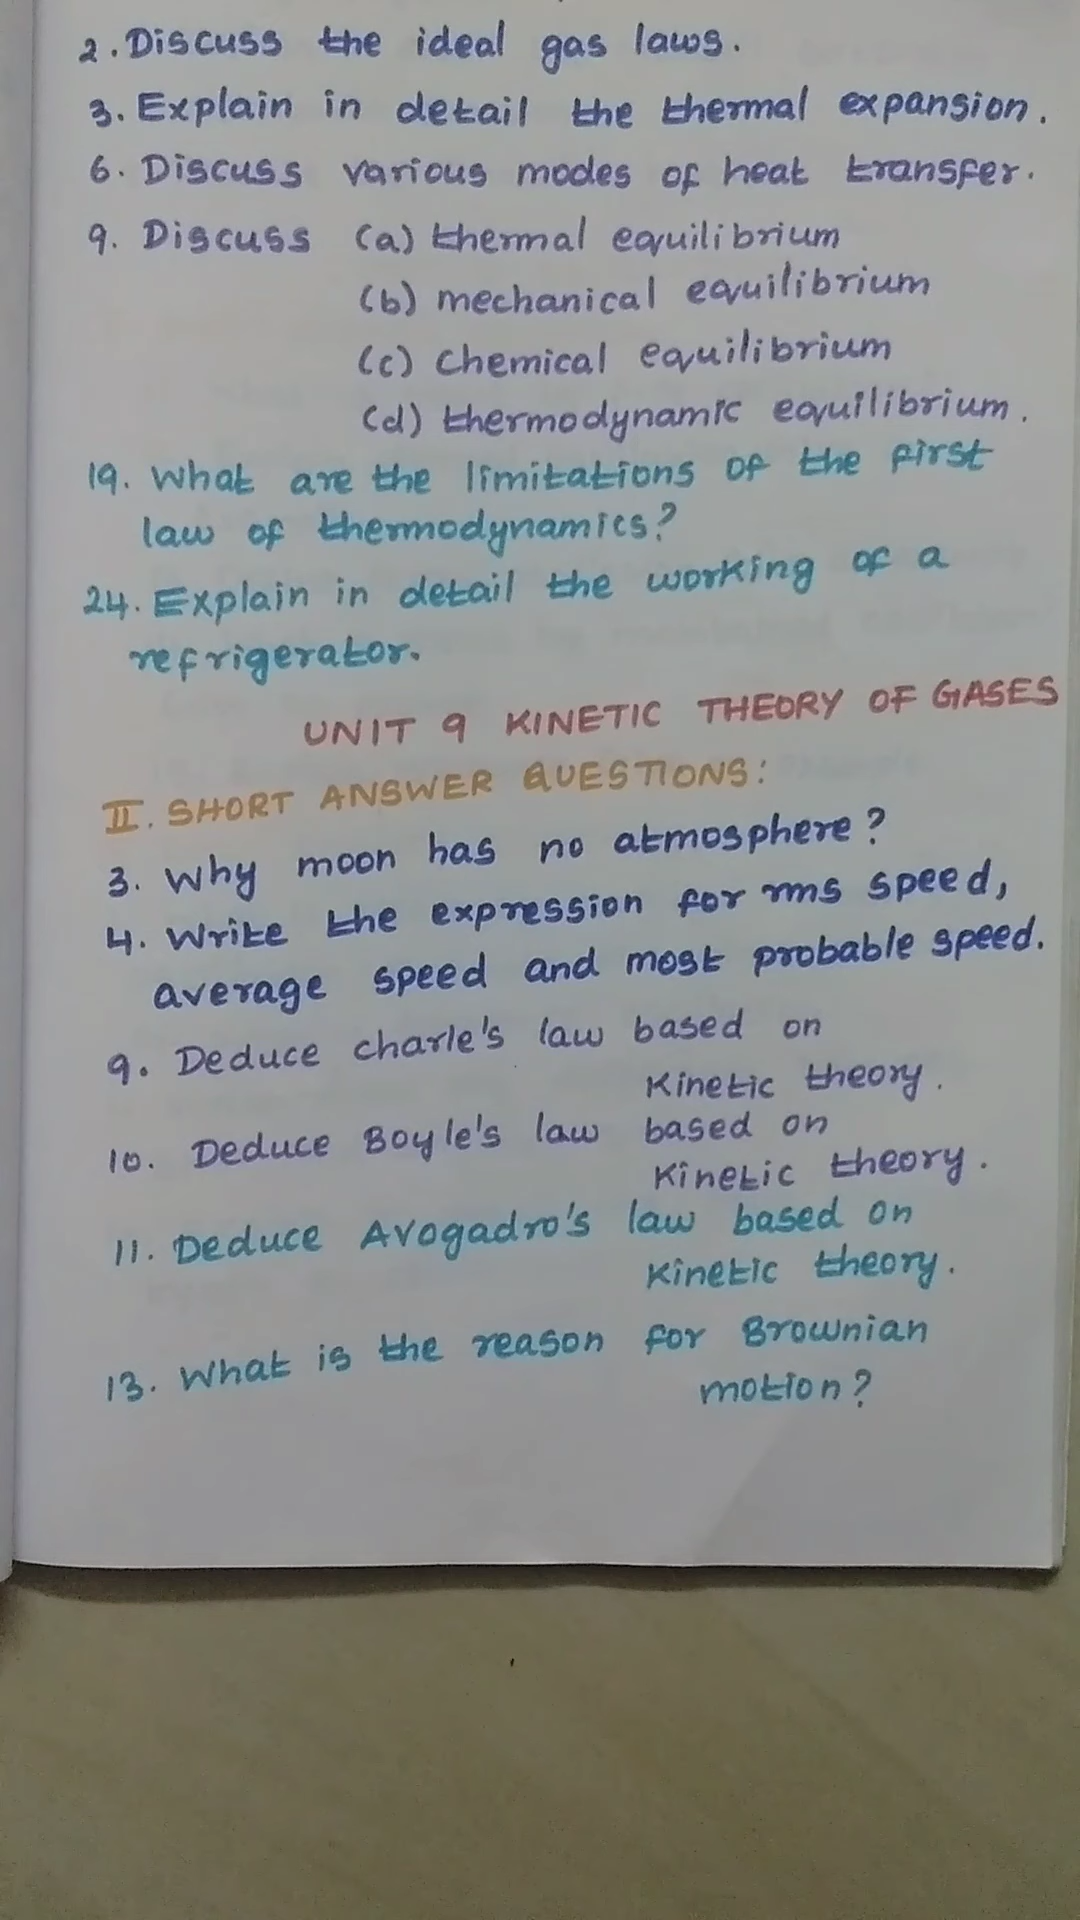 2. Discuss the ideal gas laws.
3. Explain in detail the thermal expansion.
6. Discuss various modes of heat transfer.
9. Discuss (a) thermal equilibrium
(b) mechanical equilibrium
(c) chemical equilibrium
(d) thermodynamic equilibrium.
19. What are the limitations of the first
law of thermodynamics?
24. Explain in detail the working of a
refrigerator.
UNIT 9 KINETIC THEORY OF GASES
II. SHORT ANSWER QUESTIONS:
3. Why moon has no atmosphere?
4. Write the expression for rms speed,
average speed and most probable speed.
9. Deduce charle's law based on
Kinetic theory.
10. Deduce Boyle's law based on
Kinetic theory.
11. Deduce Avogadro's law based on
Kinetic theory.
13. What is the reason for Brownian
motion?